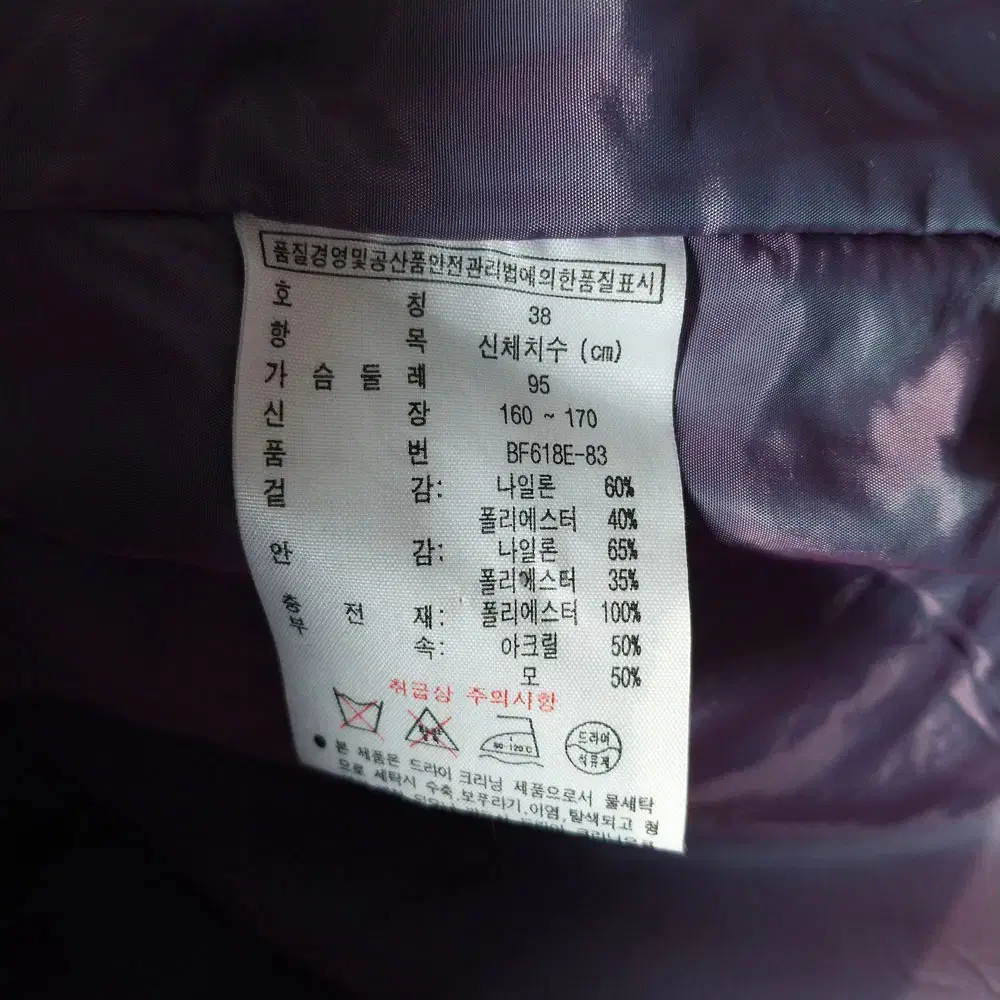 품질경영및공산품안전관리법에의한품질표시
호 칭 38
항 목 신체치수 (cm)
가 슴 둘 레 95
신 장 160 ~ 170
품 번 BF618E-83
겉 감: 나일론 60%
폴리에스터 40%
안 감: 나일론 65%
폴리에스터 35%
충 전 재: 폴리에스터 100%
부 속: 아크릴 50%
모 50%
취급상 주의사항
80-120℃
드라이
석유계
● 본 제품은 드라이 크리닝 제품으로서 물세탁
으로 세탁시 수축,보푸라기,이염,탈색되고 형